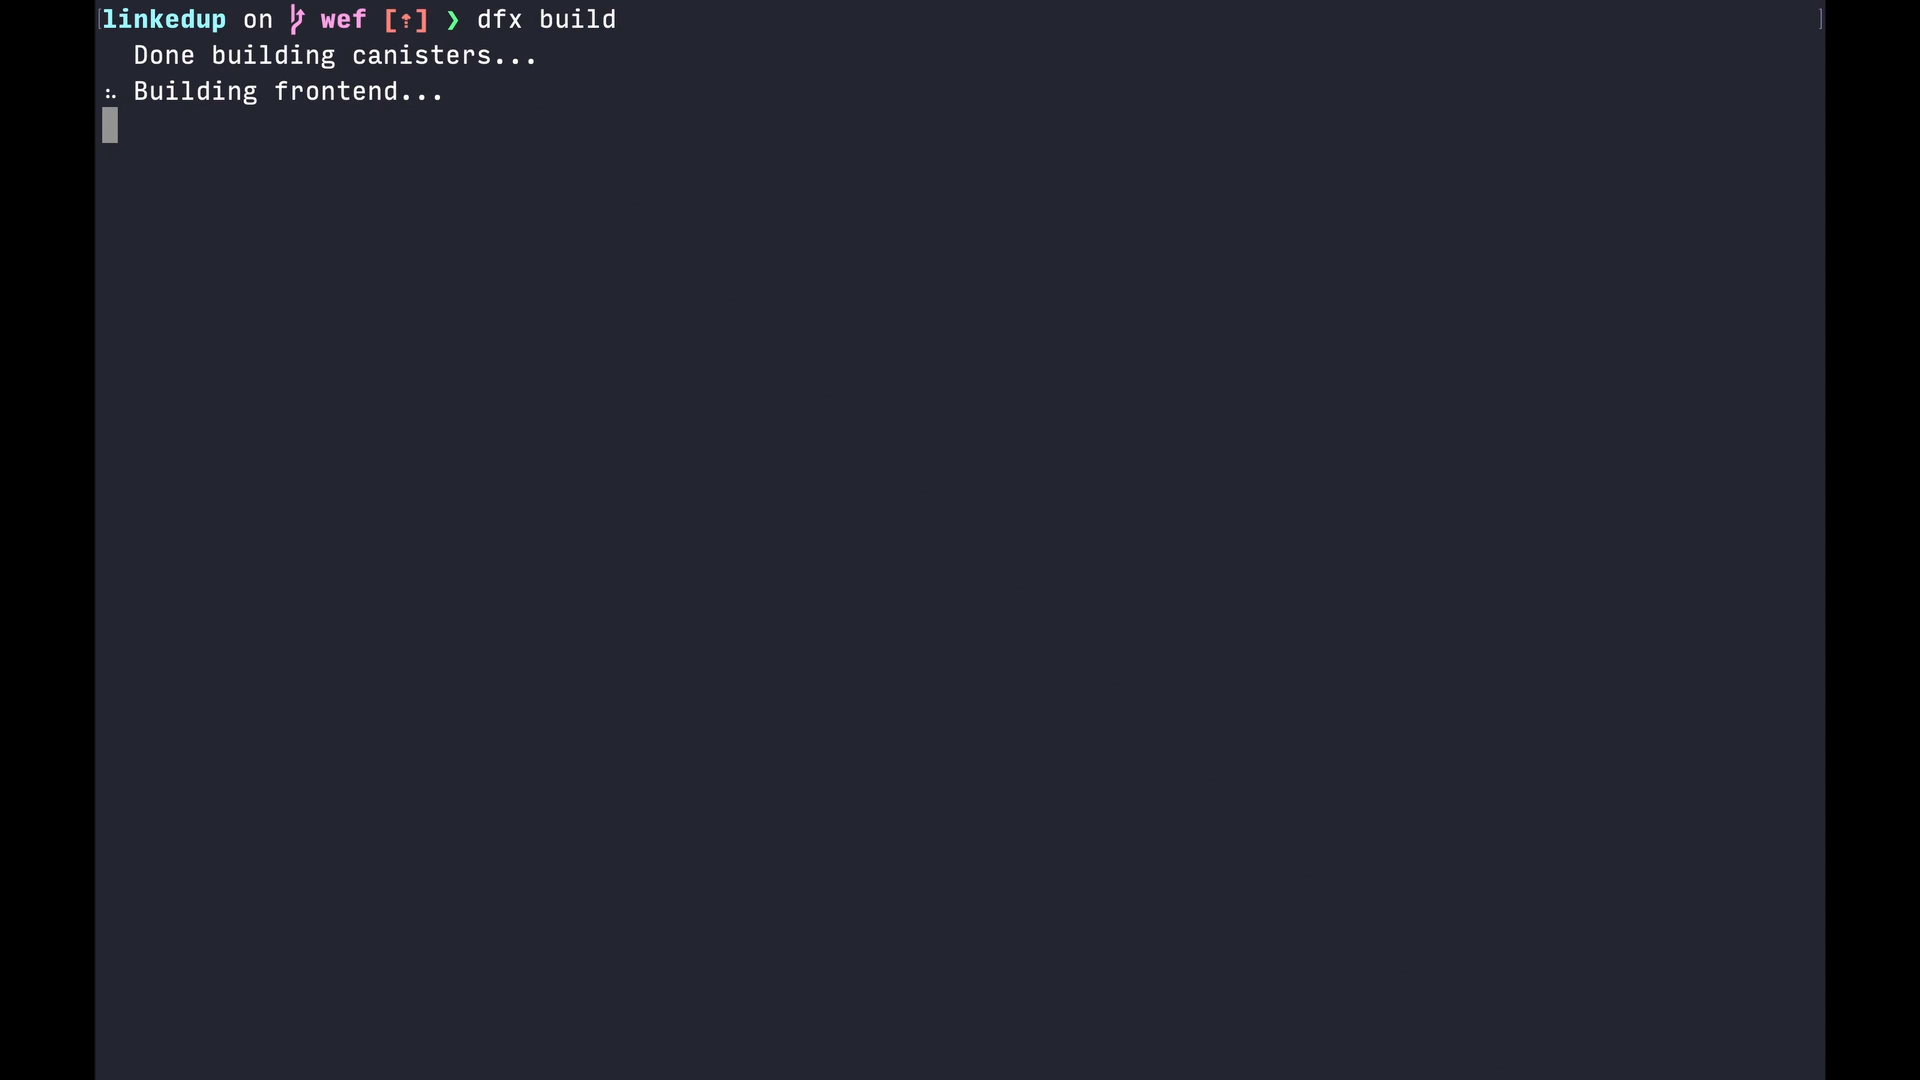 linkedup on wef [⇡] ❯ dfx build
Done building canisters...
Building frontend...